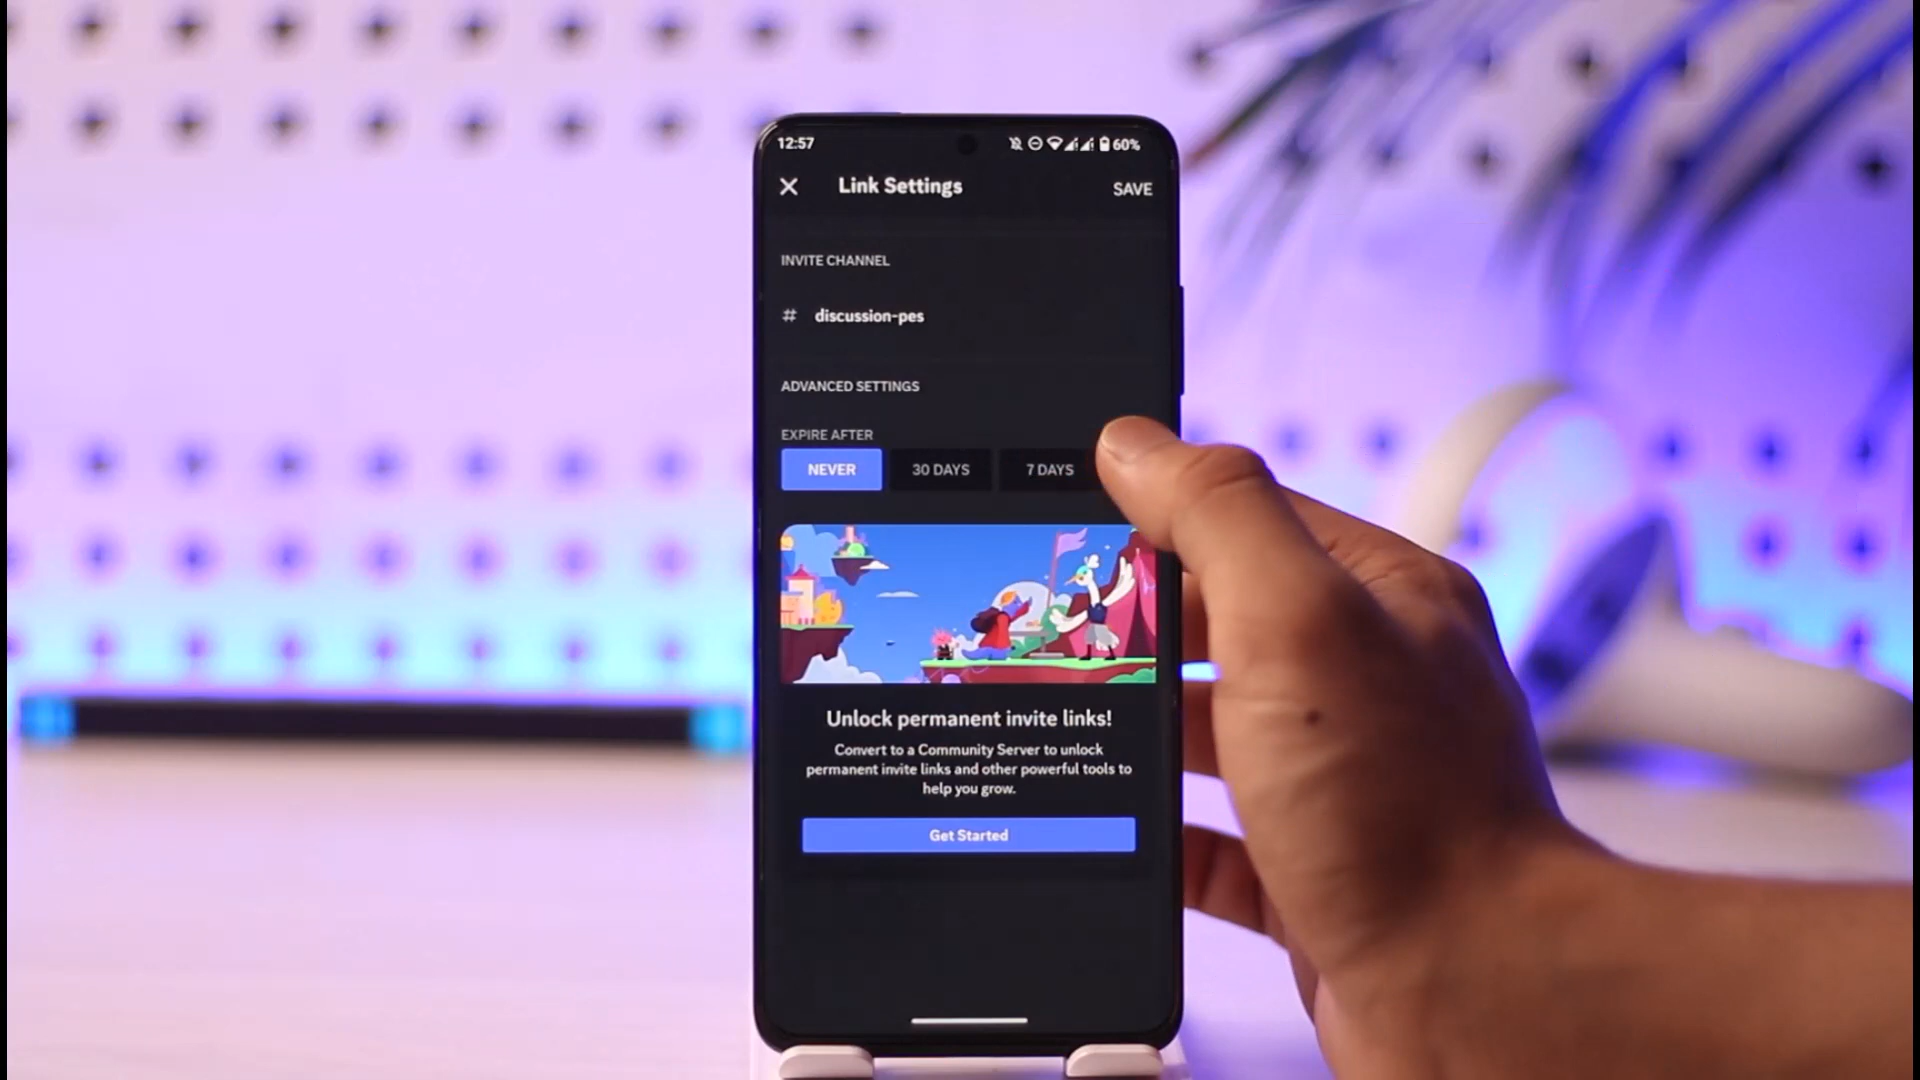 12:57
60%
Link Settings
SAVE
INVITE CHANNEL
# discussion-pes
ADVANCED SETTINGS
EXPIRE AFTER
NEVER
30 DAYS
7 DAYS
Unlock permanent invite links!
Convert to a Community Server to unlock
permanent invite links and other powerful tools to
help you grow.
Get Started